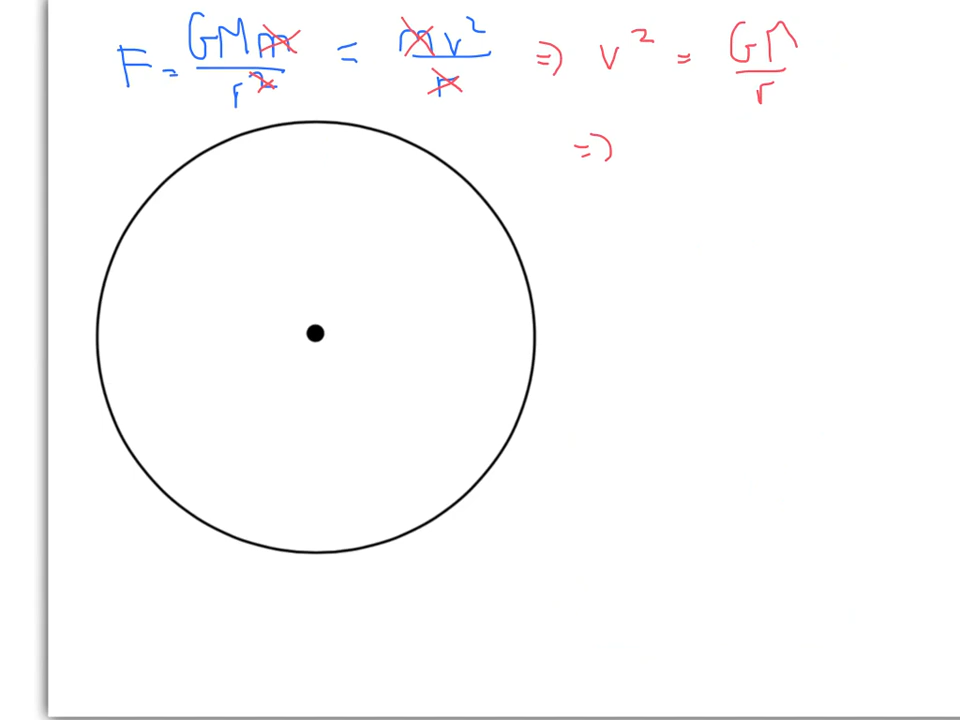 F = GMm/r² = mv²/r ⇒ v² = GM/r
⇒